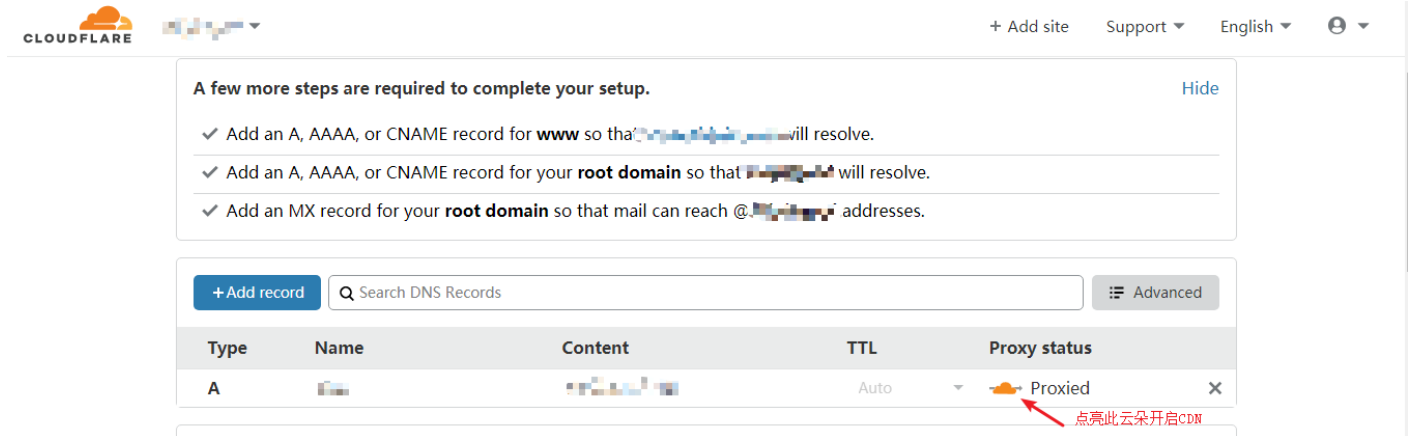 CLOUDFLARE
+ Add site Support English
A few more steps are required to complete your setup. Hide
Add an A, AAAA, or CNAME record for www so that will resolve.
Add an A, AAAA, or CNAME record for your root domain so that will resolve.
Add an MX record for your root domain so that mail can reach @ addresses.
+Add record Search DNS Records Advanced
Type Name Content TTL Proxy status
A Auto Proxied ×
点亮此云朵开启CDN